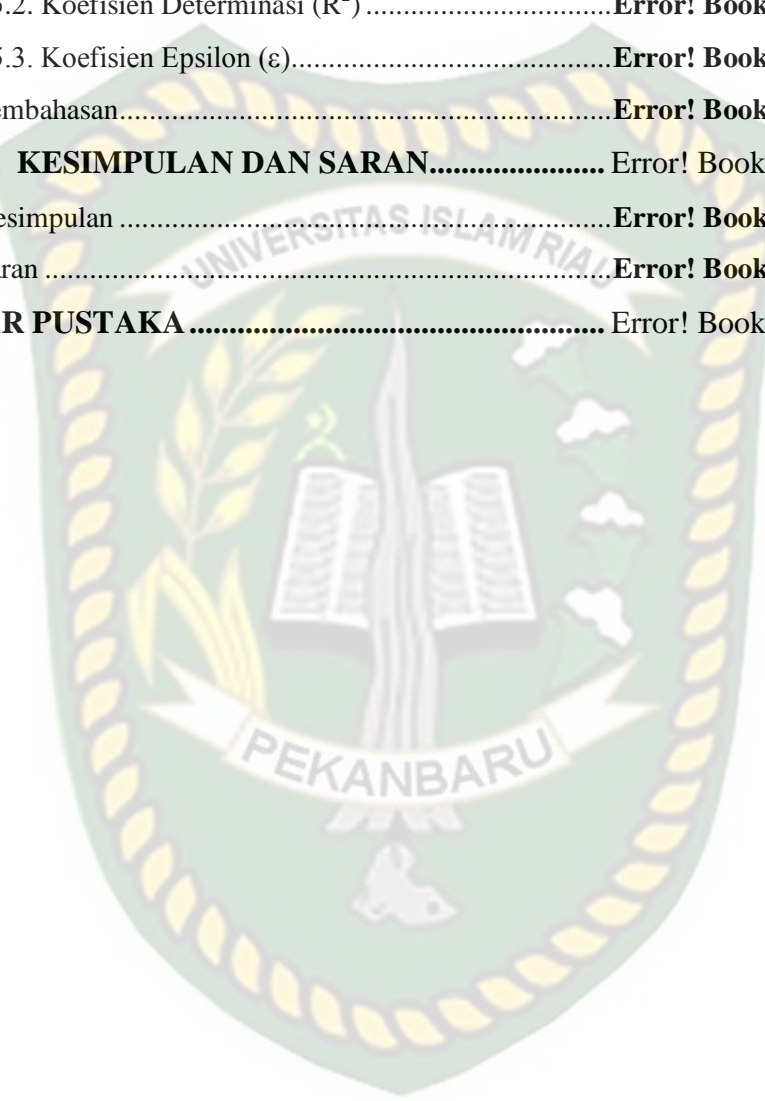 5.2. Koefisien Determinasi (R²)...............................Error! Book
5.3. Koefisien Epsilon (ε)........................................Error! Book
embahasan..............................................................Error! Book
KESIMPULAN DAN SARAN...................... Error! Book
esimpulan ..............................................................Error! Book
UNIVERSITAS ISLAM RIAU
aran .......................................................................Error! Book
R PUSTAKA .................................................... Error! Book
PEKANBARU